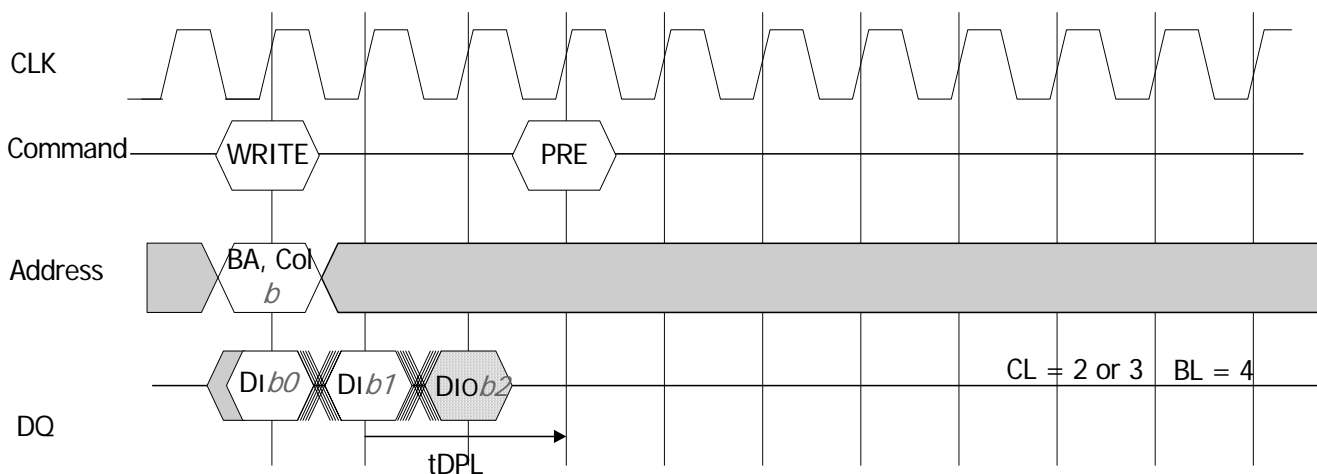 CLK
Command
WRITE
PRE
Address
BA, Col
b
DIb0
DIb1
DIOb2
CL = 2 or 3
BL = 4
DQ
tDPL